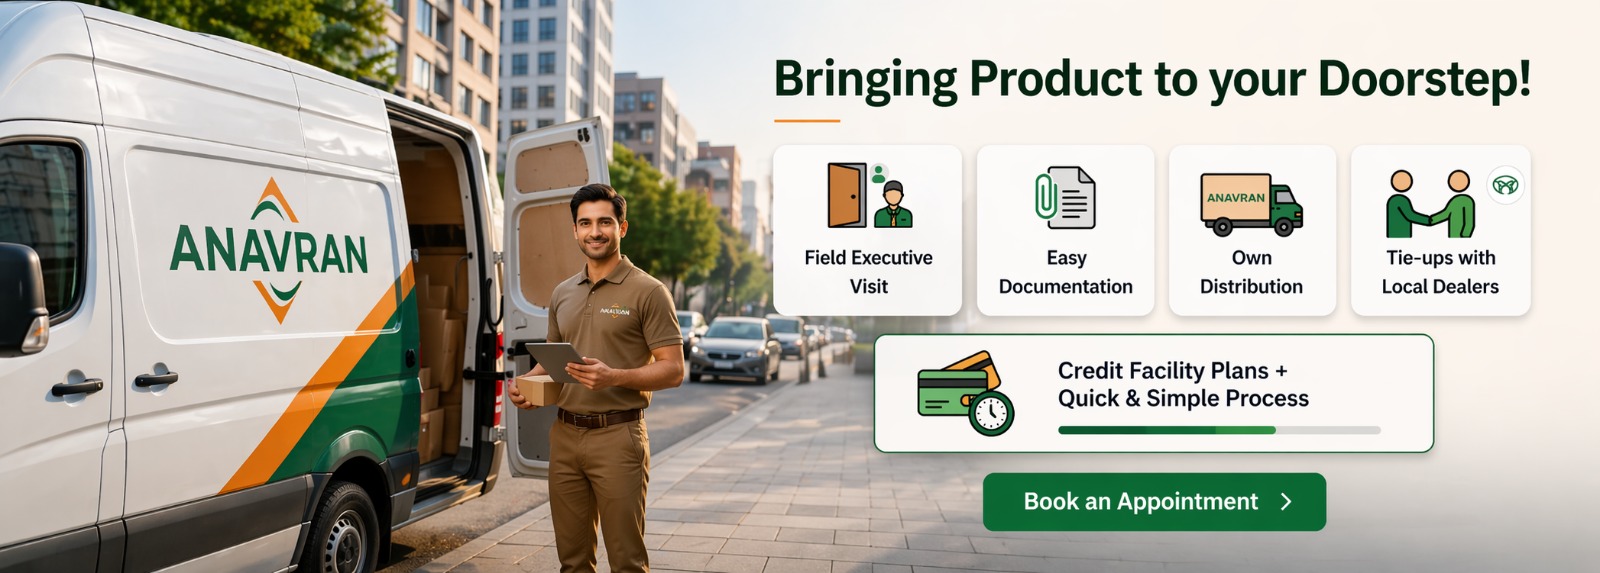 ANAVRAN
Bringing Product to your Doorstep!
Field Executive
Visit
Easy
Documentation
ANAVRAN
Own
Distribution
Tie-ups with
Local Dealers
Credit Facility Plans +
Quick & Simple Process
Book an Appointment